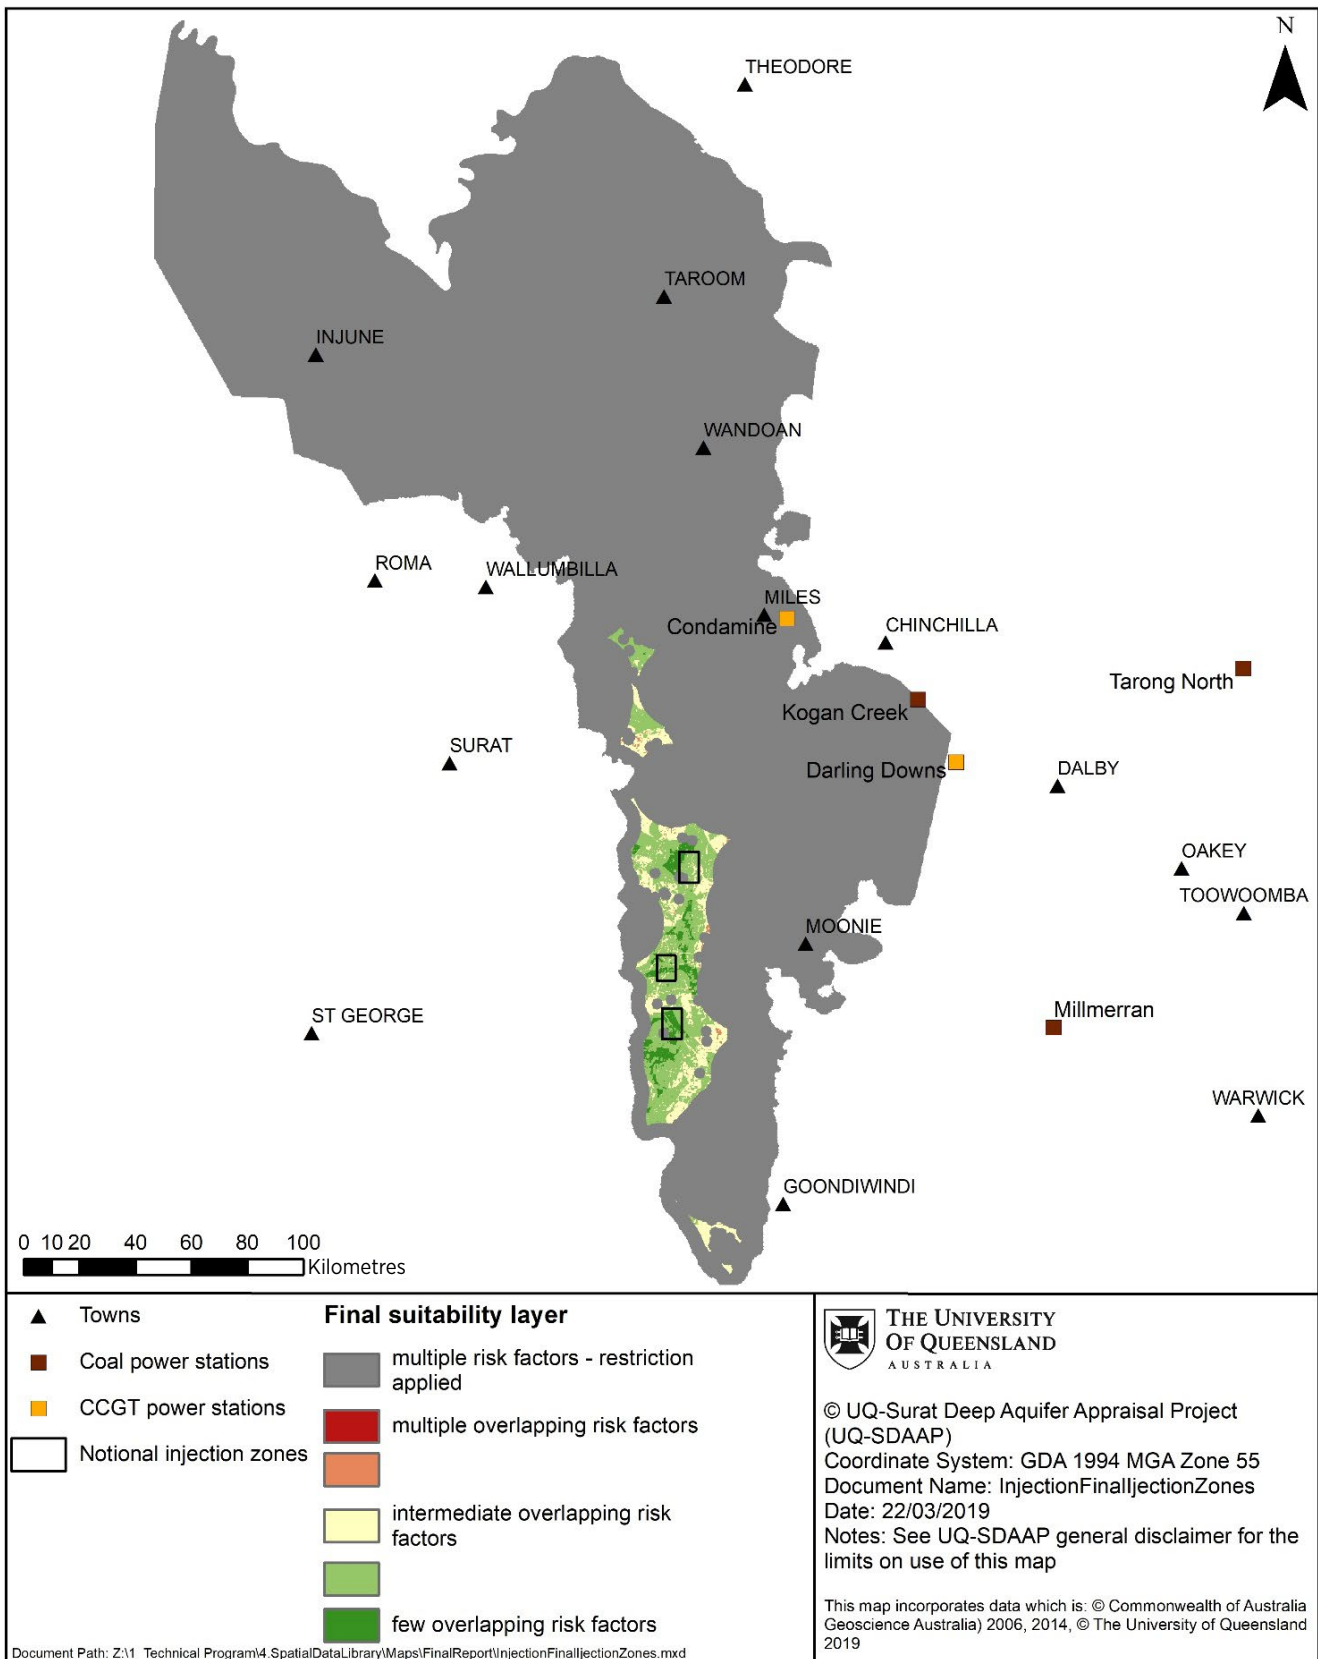 N
THEODORE
TAROOM
INJUNE
WANDOAN
ROMA
WALLUMBILLA
MILES
Condamine
CHINCHILLA
Tarong North
Kogan Creek
SURAT
Darling Downs
DALBY
OAKEY
TOOWOOMBA
MOONIE
ST GEORGE
Millmerran
WARWICK
GOONDIWINDI
0 10 20 40 60 80 100
Kilometres
Towns
Coal power stations
CCGT power stations
Notional injection zones
Final suitability layer
multiple risk factors - restriction
applied
multiple overlapping risk factors
intermediate overlapping risk
factors
few overlapping risk factors
Document Path: Z:\1_Technical Program\4.SpatialDataLibrary\Maps\FinalReport\InjectionFinalIjectionZones.mxd
THE UNIVERSITY
OF QUEENSLAND
AUSTRALIA
© UQ-Surat Deep Aquifer Appraisal Project
(UQ-SDAAP)
Coordinate System: GDA 1994 MGA Zone 55
Document Name: InjectionFinalIjectionZones
Date: 22/03/2019
Notes: See UQ-SDAAP general disclaimer for the
limits on use of this map
This map incorporates data which is: © Commonwealth of Australia
Geoscience Australia) 2006, 2014, © The University of Queensland
2019